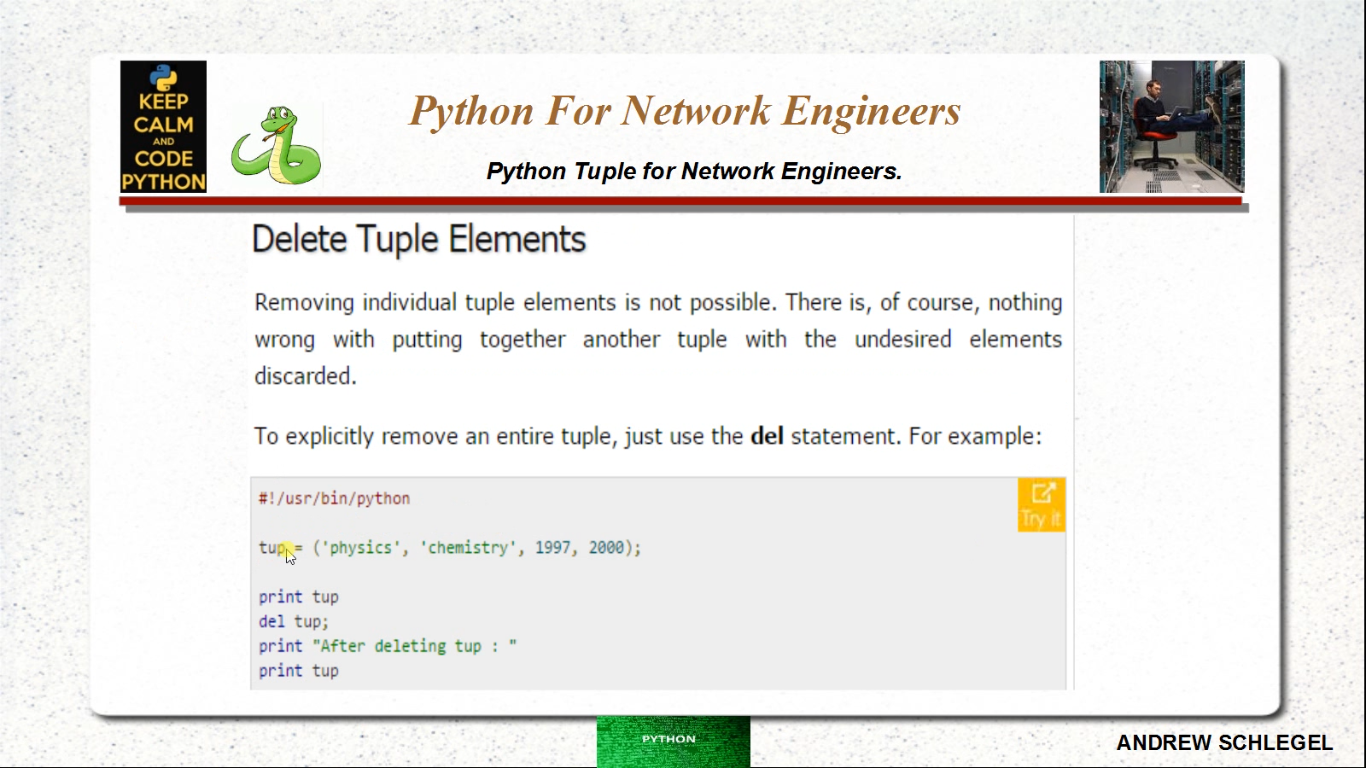 KEEP
CALM
AND
CODE
PYTHON
Python For Network Engineers
Python Tuple for Network Engineers.
Delete Tuple Elements
Removing individual tuple elements is not possible. There is, of course, nothing
wrong with putting together another tuple with the undesired elements
discarded.
To explicitly remove an entire tuple, just use the del statement. For example:
#!/usr/bin/python
Try it
tup = ('physics', 'chemistry', 1997, 2000);
print tup
del tup;
print "After deleting tup : "
print tup
PYTHON
ANDREW SCHLEGEL